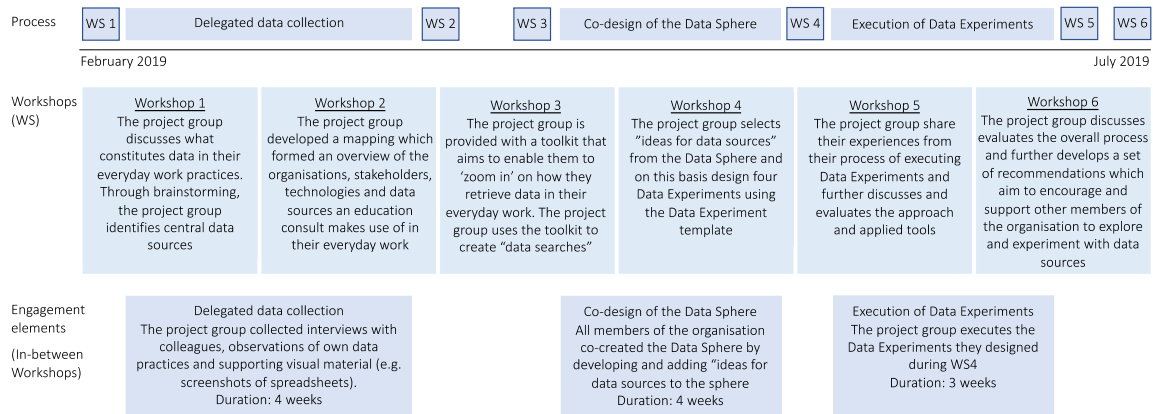 Process
WS 1
Delegated data collection
WS 2
WS 3
Co-design of the Data Sphere
WS 4
Execution of Data Experiments
WS 5
WS 6
February 2019
July 2019
Workshops
(WS)
Workshop 1
The project group
discusses what
constitutes data in their
everyday work practices.
Through brainstorming,
the project group
identifies central data
sources
Workshop 2
The project group
developed a mapping which
formed an overview of the
organisations, stakeholders,
technologies and data
sources an education
consult makes use of in
their everyday work
Workshop 3
The project group is
provided with a toolkit that
aims to enable them to
‘zoom in’ on how they
retrieve data in their
everyday work. The project
group uses the toolkit to
create “data searches”
Workshop 4
The project group selects
”ideas for data sources”
from the Data Sphere and
on this basis design four
Data Experiments using
the Data Experiment
template
Workshop 5
The project group share
their experiences from
their process of executing
Data Experiments and
further discusses and
evaluates the approach
and applied tools
Workshop 6
The project group discusses
evaluates the overall process
and further develops a set
of recommendations which
aim to encourage and
support other members of
the organisation to explore
and experiment with data
sources
Engagement
elements
(In-between
Workshops)
Delegated data collection
The project group collected interviews with
colleagues, observations of own data
practices and supporting visual material (e.g.
screenshots of spreadsheets).
Duration: 4 weeks
Co-design of the Data Sphere
All members of the organisation
co-created the Data Sphere by
developing and adding “ideas for
data sources to the sphere
Duration: 4 weeks
Execution of Data Experiments
The project group executes the
Data Experiments they designed
during WS4
Duration: 3 weeks